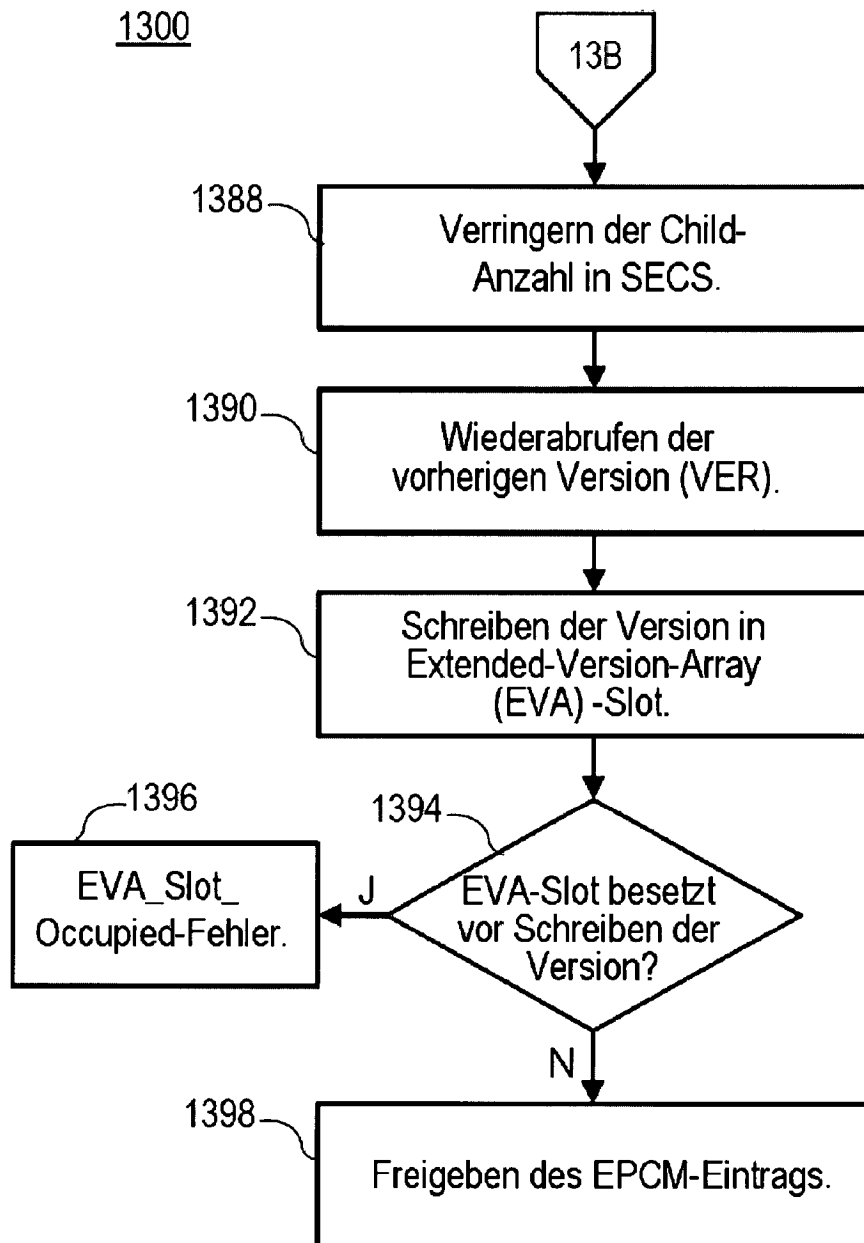 1300
13B
1388
Verringern der Child-
Anzahl in SECS.
1390
Wiederabrufen der
vorherigen Version (VER).
1392
Schreiben der Version in
Extended-Version-Array
(EVA) -Slot.
1396
1394
EVA_Slot_
Occupied-Fehler.
J
EVA-Slot besetzt
vor Schreiben der
Version?
N
1398
Freigeben des EPCM-Eintrags.